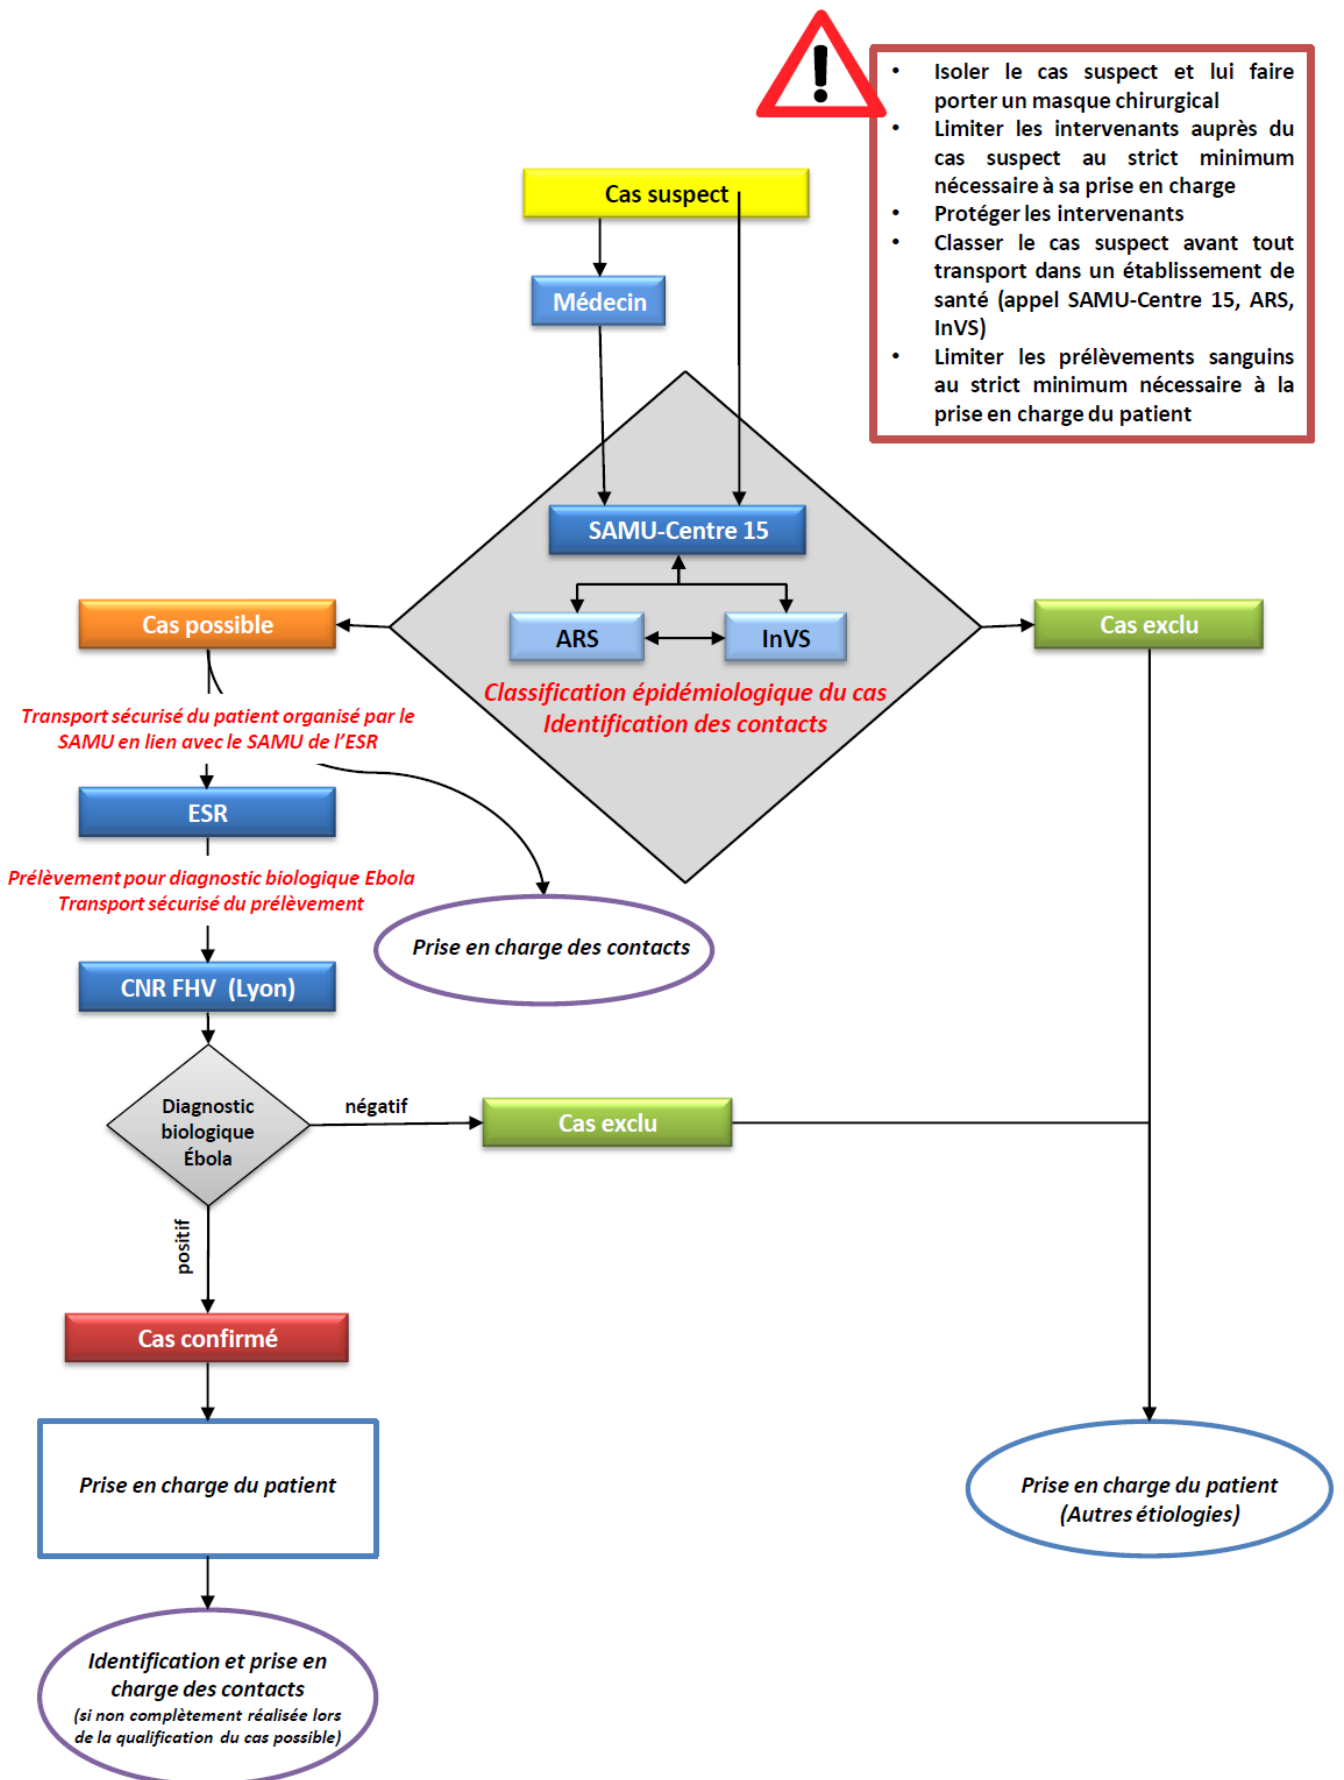 • Isoler le cas suspect et lui faire
porter un masque chirurgical
• Limiter les intervenants auprès du
cas suspect au strict minimum
nécessaire à sa prise en charge
• Protéger les intervenants
• Classer le cas suspect avant tout
transport dans un établissement de
santé (appel SAMU-Centre 15, ARS,
InVS)
• Limiter les prélèvements sanguins
au strict minimum nécessaire à la
prise en charge du patient
Cas suspect
Médecin
SAMU-Centre 15
ARS
InVS
Classification épidémiologique du cas
Identification des contacts
Cas possible
Cas exclu
Transport sécurisé du patient organisé par le
SAMU en lien avec le SAMU de l’ESR
ESR
Prélèvement pour diagnostic biologique Ebola
Transport sécurisé du prélèvement
Prise en charge des contacts
CNR FHV (Lyon)
Diagnostic
biologique
Ébola
négatif
Cas exclu
positif
Cas confirmé
Prise en charge du patient
Prise en charge du patient
(Autres étiologies)
Identification et prise en
charge des contacts
(si non complètement réalisée lors
de la qualification du cas possible)